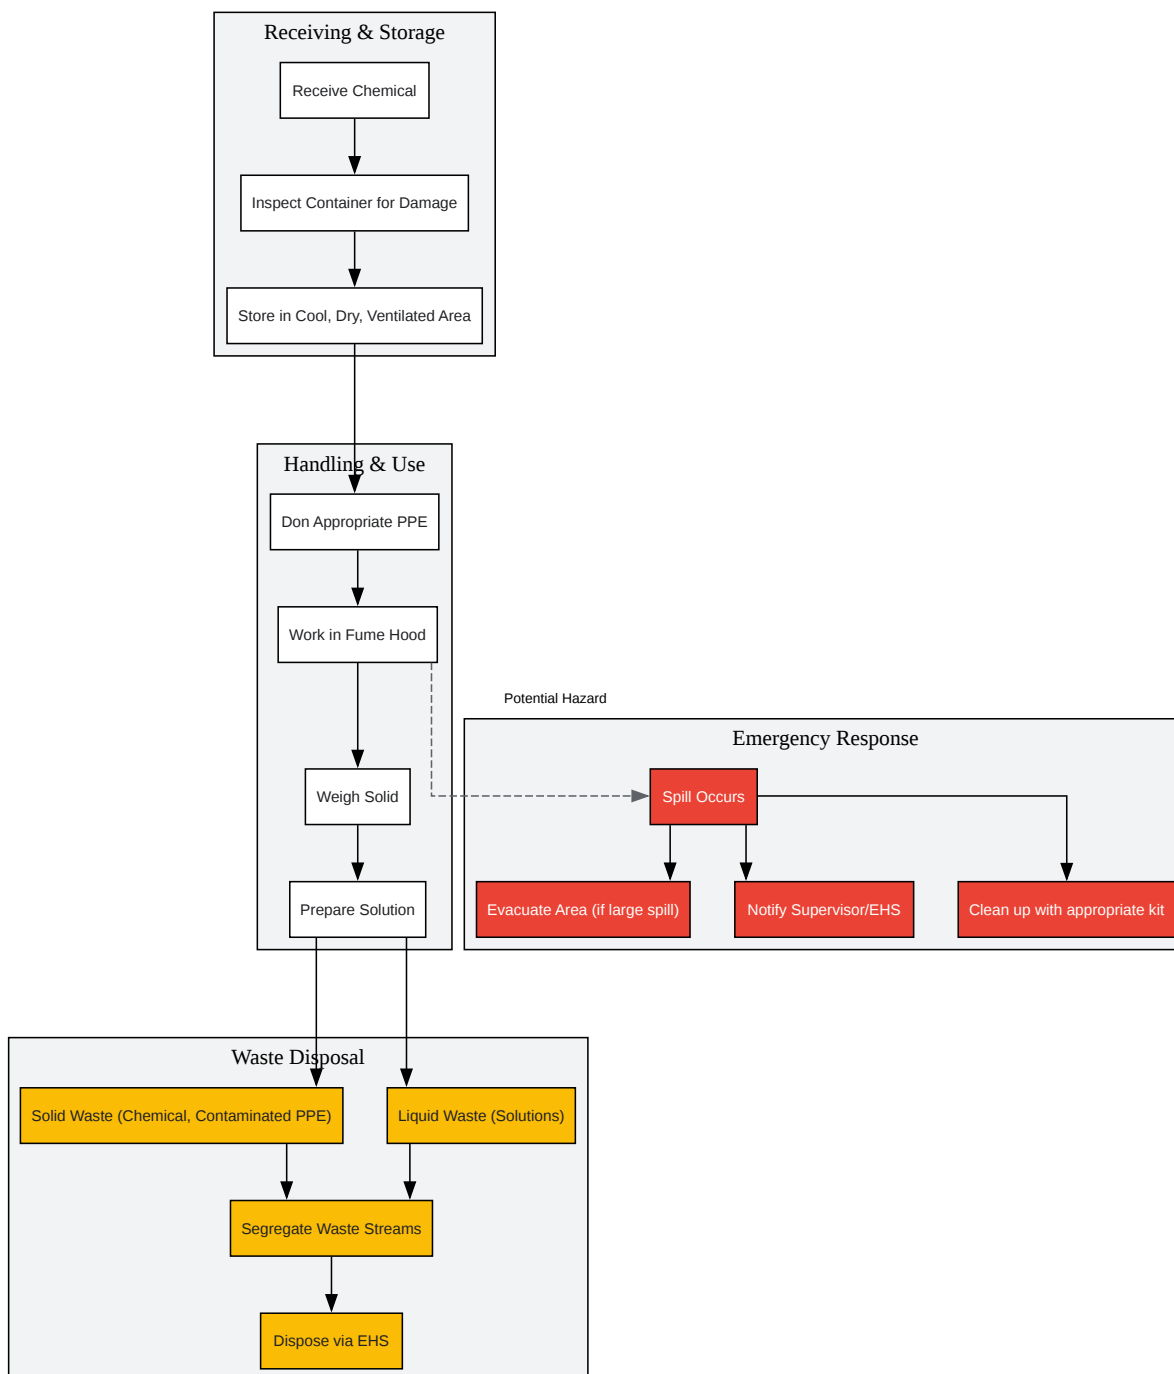 Receiving & Storage
Receive Chemical
Inspect Container for Damage
Store in Cool, Dry, Ventilated Area
Handling & Use
Don Appropriate PPE
Work in Fume Hood
Weigh Solid
Prepare Solution
Potential Hazard
Emergency Response
Spill Occurs
Evacuate Area (if large spill)
Notify Supervisor/EHS
Clean up with appropriate kit
Waste Disposal
Solid Waste (Chemical, Contaminated PPE)
Liquid Waste (Solutions)
Segregate Waste Streams
Dispose via EHS